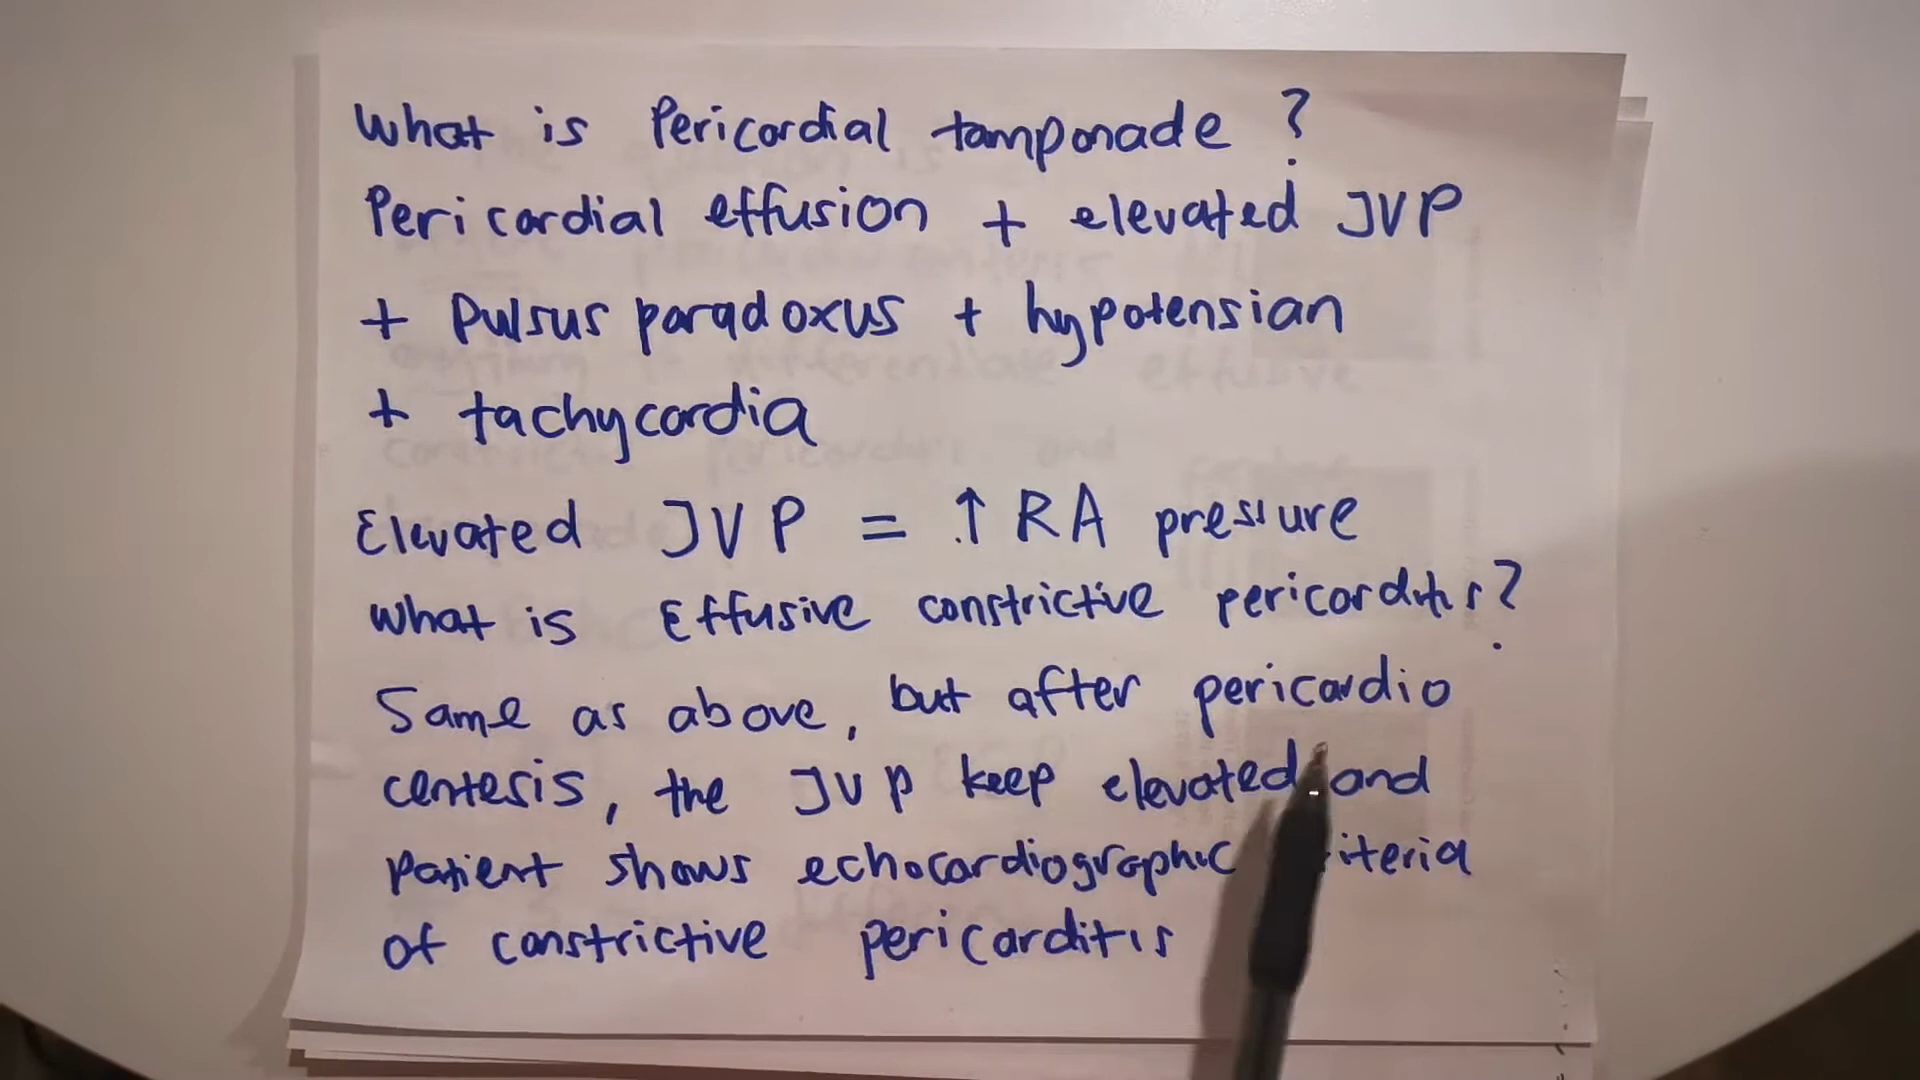 What is Pericardial tamponade ?
Pericardial effusion + elevated JVP
+ Pulsus paradoxus + hypotension
+ tachycardia
Elevated JVP = ↑ RA pressure
What is Effusive constrictive pericarditis?
Same as above, but after pericardio
centesis, the JVP keep elevated and
patient shows echocardiographic iteria
of constrictive pericarditis